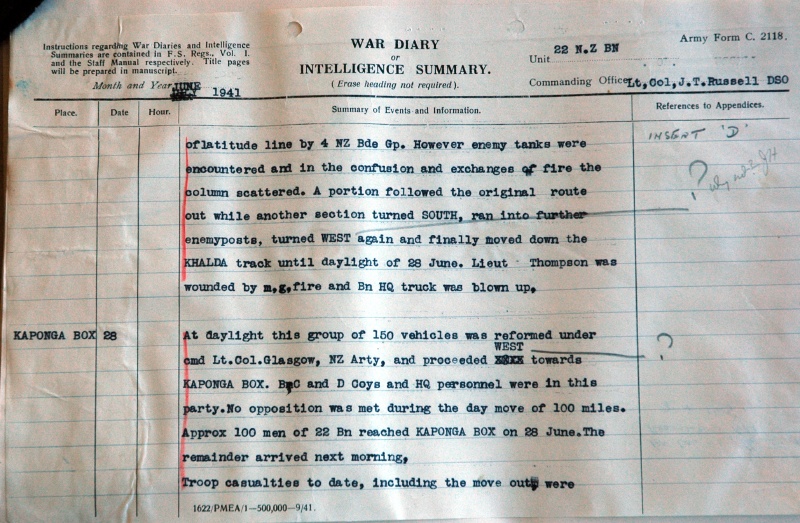 Instructions regarding War Diaries and Intelligence
Summaries are contained in F.S. Regs., Vol. I.
and the Staff Manual respectively. Title pages
will be prepared in manuscript.
Month and Year JUNE 1941
WAR DIARY
or
INTELLIGENCE SUMMARY.
(Erase heading not required).
Army Form C. 2118.
Unit 22 N.Z BN
Commanding Officer Lt,Col,J.T.Russell DSO
Place. Date Hour. Summary of Events and Information. References to Appendices.
oflatitude line by 4 NZ Bde Gp. However enemy tanks were
INSERT 'D'
encountered and in the confusion and exchanges of fire the
column scattered. A portion followed the original route
?
out while another section turned SOUTH, ran into further
enemyposts, turned WEST again and finally moved down the
KHALDA track until daylight of 28 June. Lieut Thompson was
wounded by m,g,fire and Bn HQ truck was blown up,
KAPONGA BOX 28 At daylight this group of 150 vehicles was reformed under
WEST
cmd Lt.Col.Glasgow, NZ Arty, and proceeded XXXX towards
?
KAPONGA BOX. B,C and D Coys and HQ personnel were in this
party.No opposition was met during the day move of 100 miles.
Approx 100 men of 22 Bn reached KAPONGA BOX on 28 June.The
remainder arrived next morning,
Troop casualties to date, including the move out, were
1622/PMEA/1—500,000—9/41.